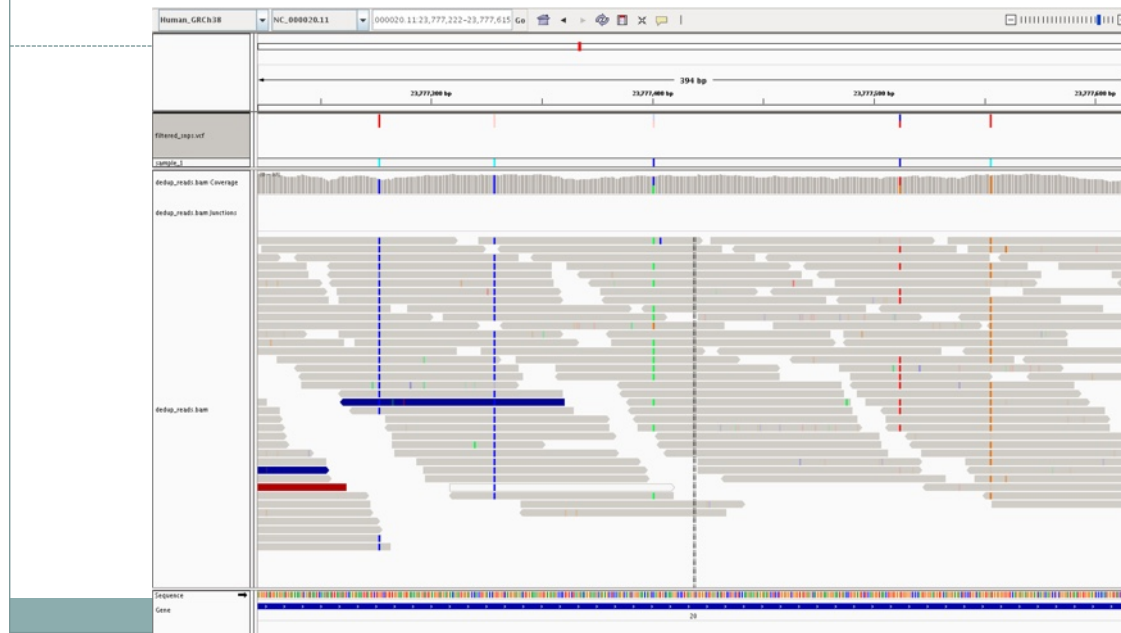 Human_GRCh38 NC_000020.11 000020.11:23,777,222-23,777,615 Go
394 bp
23,777,300 bp 23,777,400 bp 23,777,500 bp 23,777,600 bp
filtered_snps.vcf
sample_1
dedup_reads.bam Coverage
dedup_reads.bam Junctions
dedup_reads.bam
Sequence
Gene
20